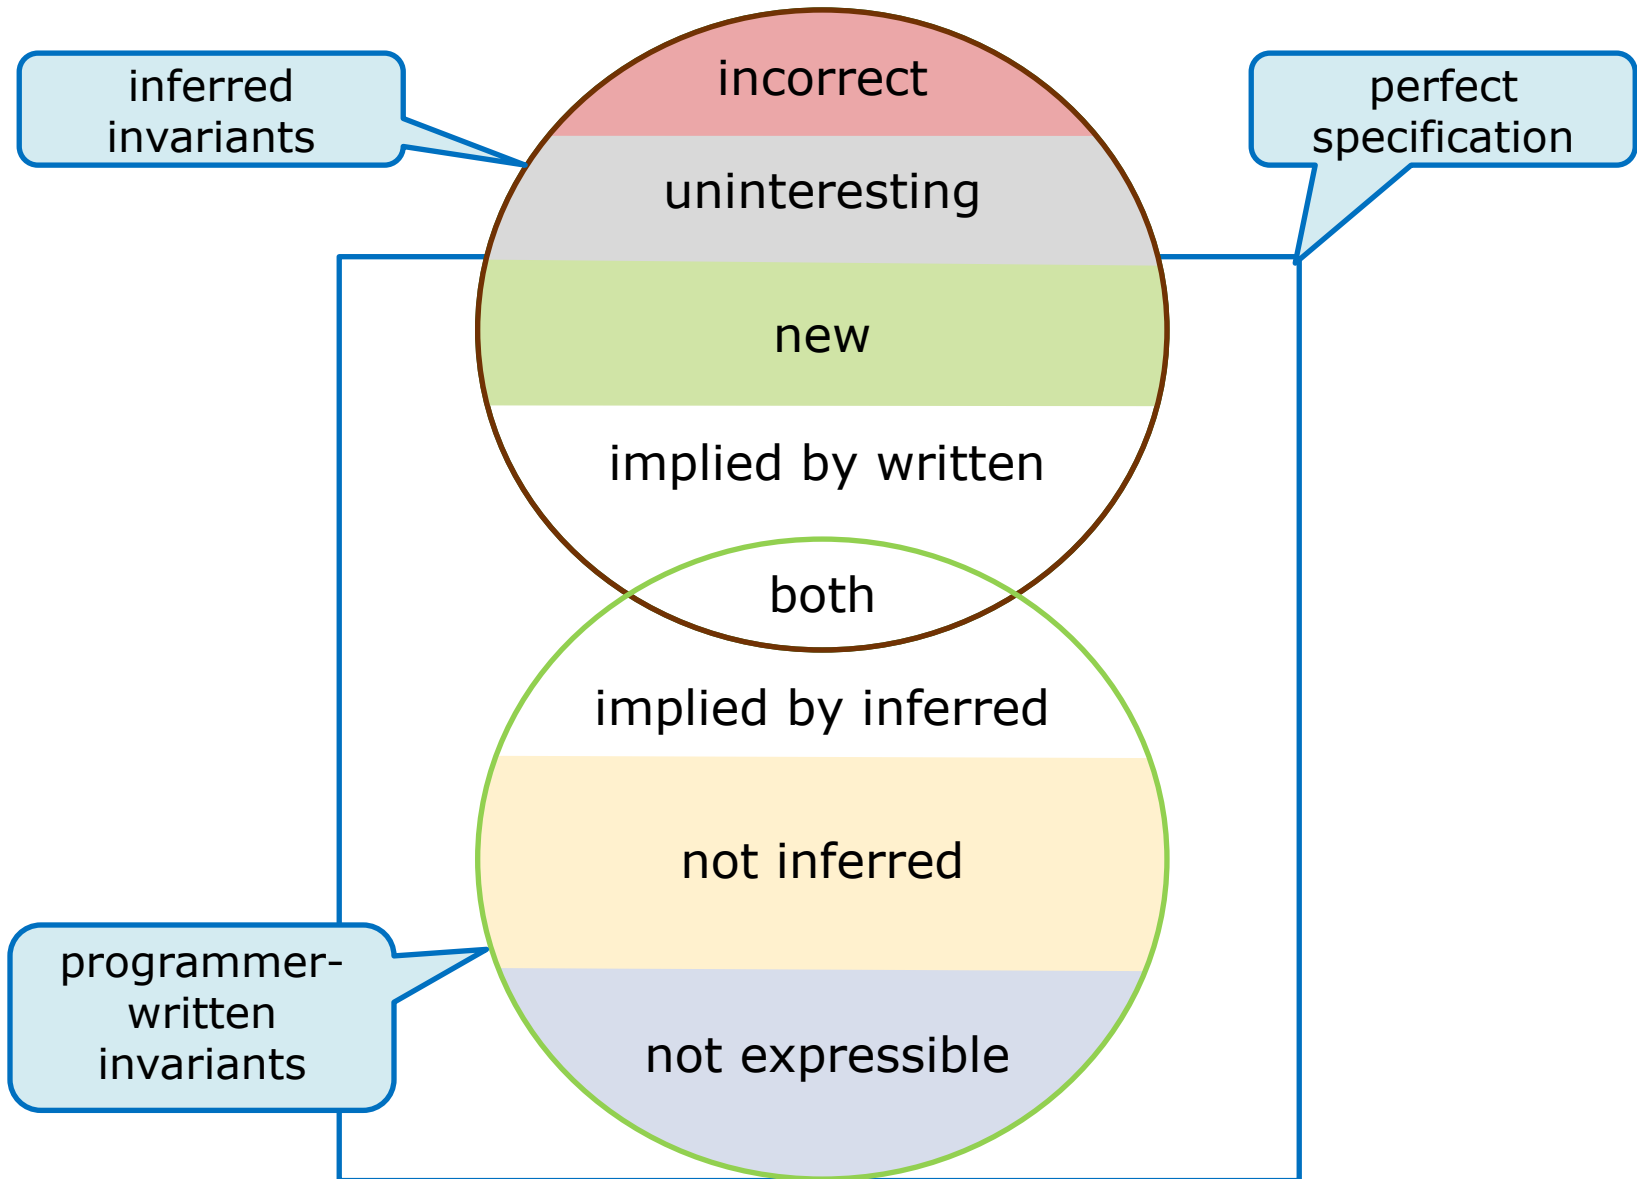 inferred
invariants
perfect
specification
incorrect
uninteresting
new
implied by written
both
implied by inferred
not inferred
programmer-
written
invariants
not expressible